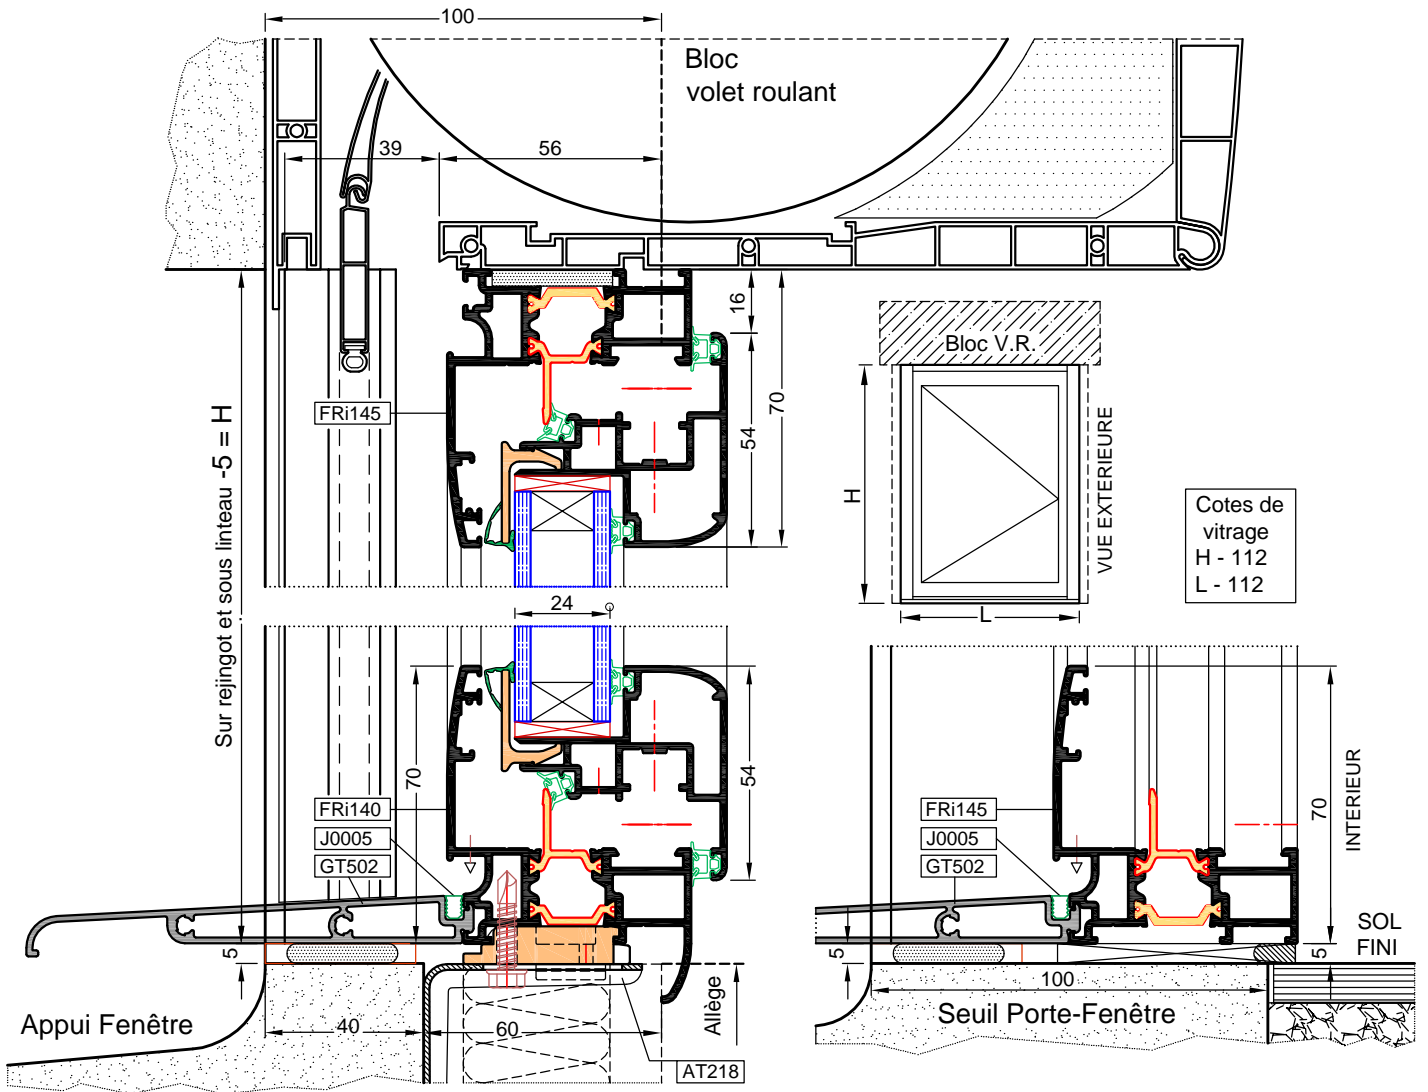 100
Bloc
volet roulant
39
56
16
Bloc V.R.
FRi145
70
54
H
VUE EXTERIEURE
Cotes de
vitrage
H - 112
L - 112
Sur rejingot et sous linteau -5 = H
24
L
70
54
FRi140
J0005
GT502
FRi145
J0005
GT502
70
INTERIEUR
SOL
FINI
5
5
5
100
Appui Fenêtre
40
60
Allège
Seuil Porte-Fenêtre
AT218